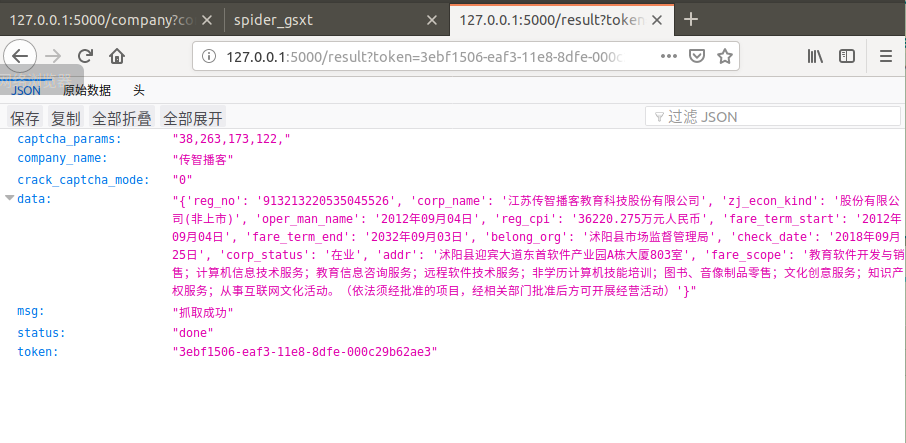 127.0.0.1:5000/company?co
spider_gsxt
127.0.0.1:5000/result?token
127.0.0.1:5000/result?token=3ebf1506-eaf3-11e8-8dfe-000c
网络浏览器
JSON 原始数据 头
保存 复制 全部折叠 全部展开 过滤 JSON
captcha_params: "38,263,173,122,"
company_name: "传智播客"
crack_captcha_mode: "0"
data: "{'reg_no': '913213220535045526', 'corp_name': '江苏传智播客教育科技股份有限公司', 'zj_econ_kind': '股份有限公
司(非上市)', 'oper_man_name': '2012年09月04日', 'reg_cpi': '36220.275万元人民币', 'fare_term_start': '2012年
09月04日', 'fare_term_end': '2032年09月03日', 'belong_org': '沭阳县市场监督管理局', 'check_date': '2018年09月
25日', 'corp_status': '在业', 'addr': '沭阳县迎宾大道东首软件产业园A栋大厦803室', 'fare_scope': '教育软件开发与销
售；计算机信息技术服务；教育信息咨询服务；远程软件技术服务；非学历计算机技能培训；图书、音像制品零售；文化创意服务；知识产
权服务；从事互联网文化活动。（依法须经批准的项目，经相关部门批准后方可开展经营活动）'}"
msg: "抓取成功"
status: "done"
token: "3ebf1506-eaf3-11e8-8dfe-000c29b62ae3"